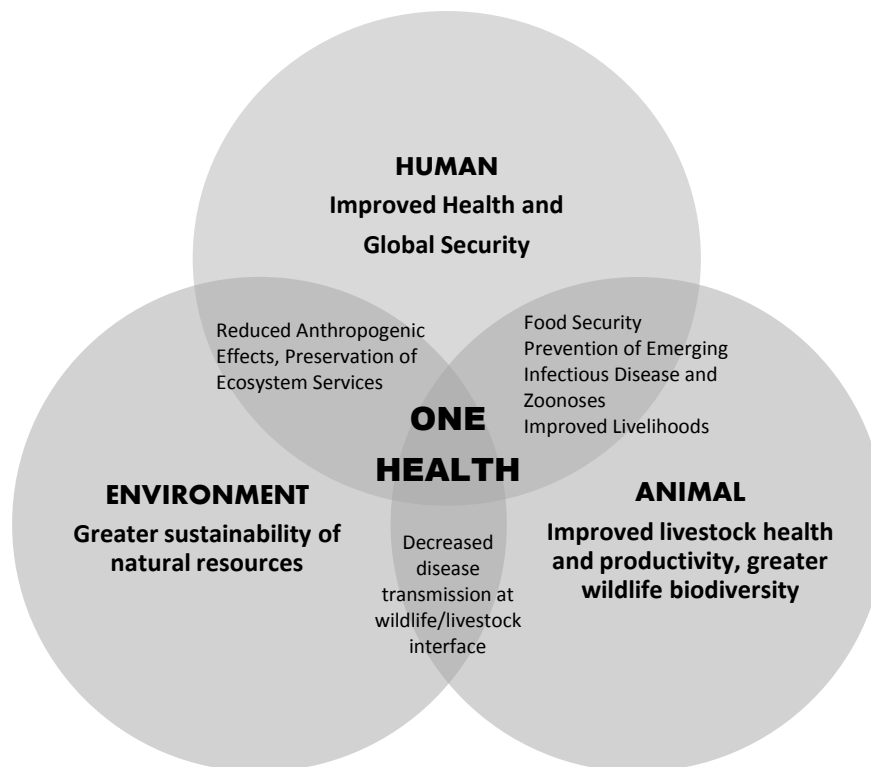 HUMAN
Improved Health and
Global Security
Reduced Anthropogenic
Effects, Preservation of
Ecosystem Services
Food Security
Prevention of Emerging
Infectious Disease and
Zoonoses
Improved Livelihoods
ONE
HEALTH
ENVIRONMENT
Greater sustainability of
natural resources
Decreased
disease
transmission at
wildlife/livestock
interface
ANIMAL
Improved livestock health
and productivity, greater
wildlife biodiversity